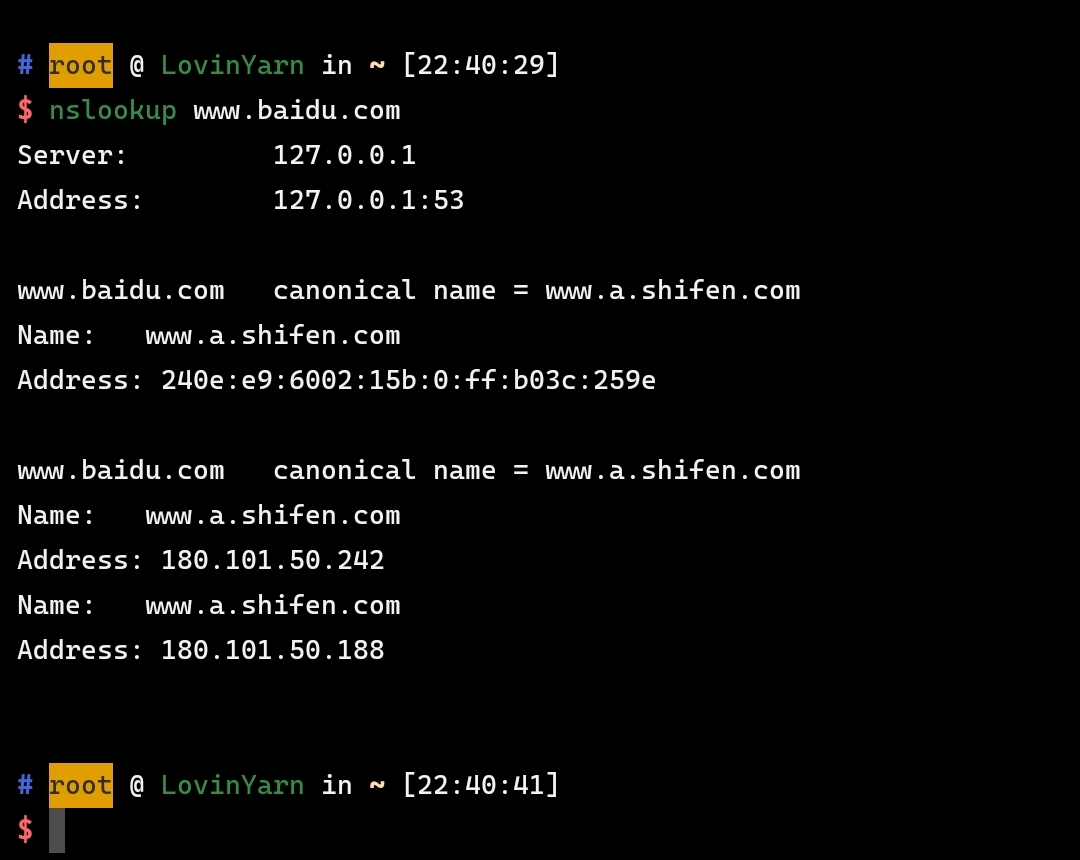 # root @ LovinYarn in ~ [22:40:29]
$ nslookup www.baidu.com
Server:         127.0.0.1
Address:        127.0.0.1:53

www.baidu.com   canonical name = www.a.shifen.com
Name:   www.a.shifen.com
Address: 240e:e9:6002:15b:0:ff:b03c:259e

www.baidu.com   canonical name = www.a.shifen.com
Name:   www.a.shifen.com
Address: 180.101.50.242
Name:   www.a.shifen.com
Address: 180.101.50.188

# root @ LovinYarn in ~ [22:40:41]
$